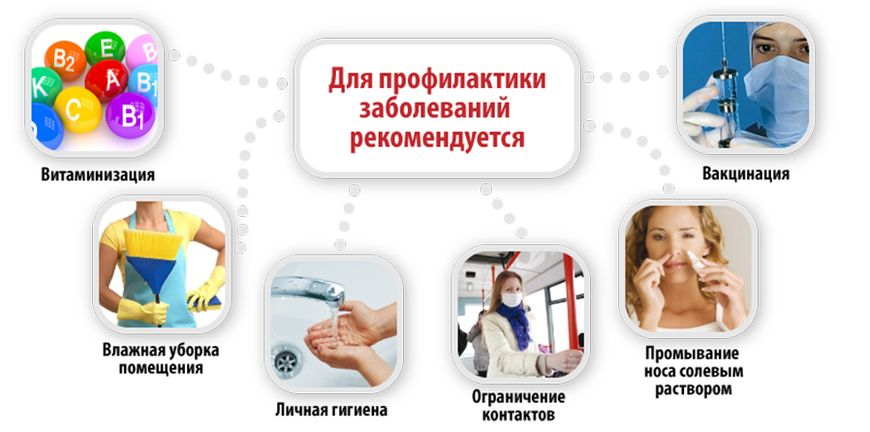 Для профилактики
заболеваний
рекомендуется
B2
E
B
K
A
B1
C
B1
Витаминизация
Вакцинация
Влажная уборка
помещения
Личная гигиена
Ограничение
контактов
Промывание
носа солевым
раствором